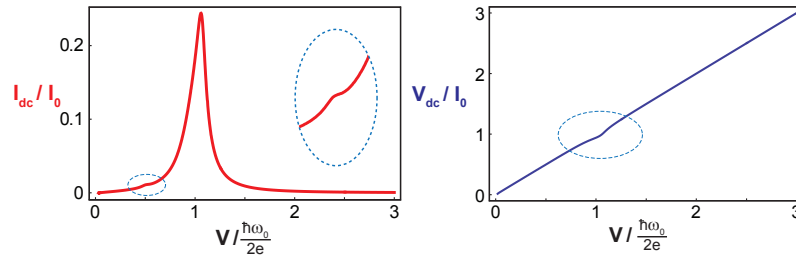 0.2
0.1
0
I_dc / I_0
0 1 2 3
V / ħω_0
2e
3
2
1
0
V_dc / I_0
0 1 2 3
V / ħω_0
2e